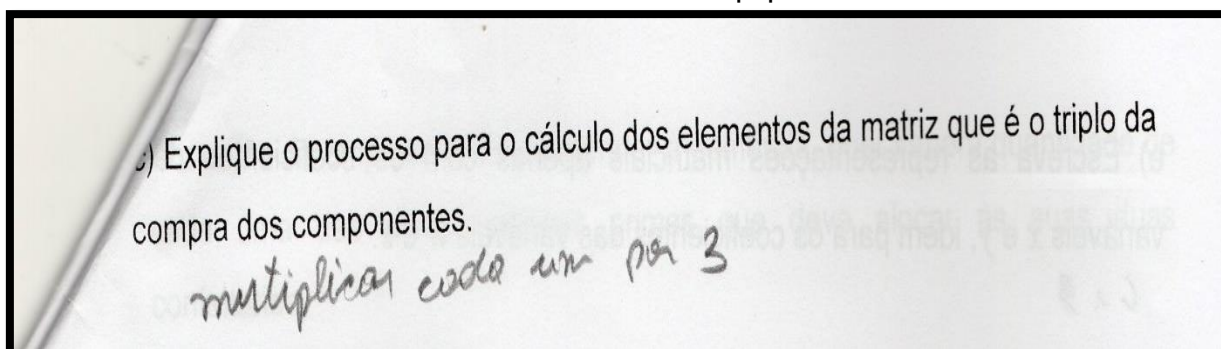 c) Explique o processo para o cálculo dos elementos da matriz que é o triplo da
compra dos componentes.
multiplicar cada um por 3